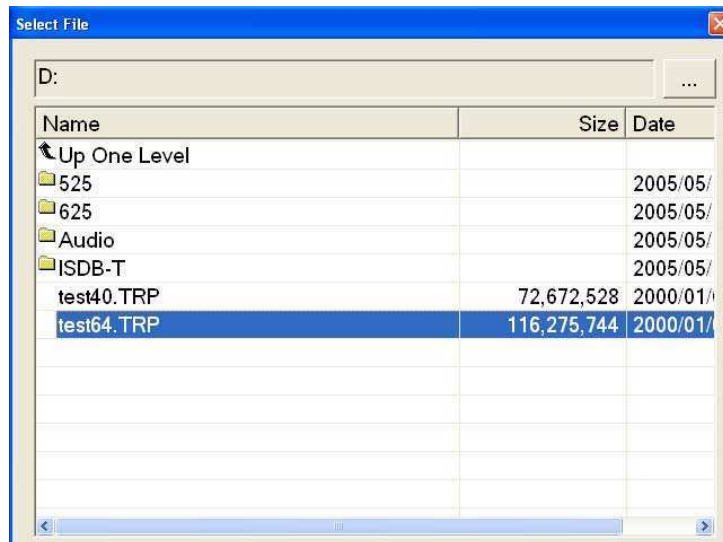 Select File
D:
...
Name Size Date
Up One Level
525 2005/05/
625 2005/05/
Audio 2005/05/
ISDB-T 2005/05/
test40.TRP 72,672,528 2000/01/
test64.TRP 116,275,744 2000/01/